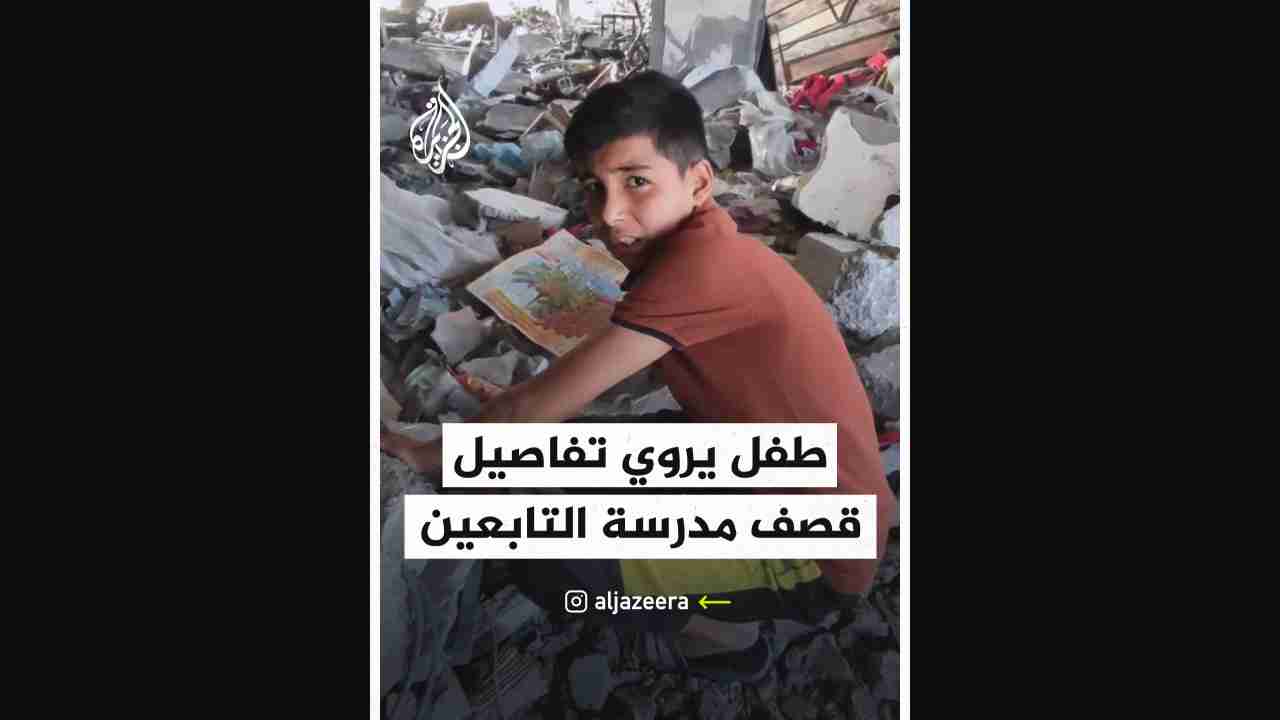 الجزيرة
طفل يروي تفاصيل
قصف مدرسة التابعين
aljazeera